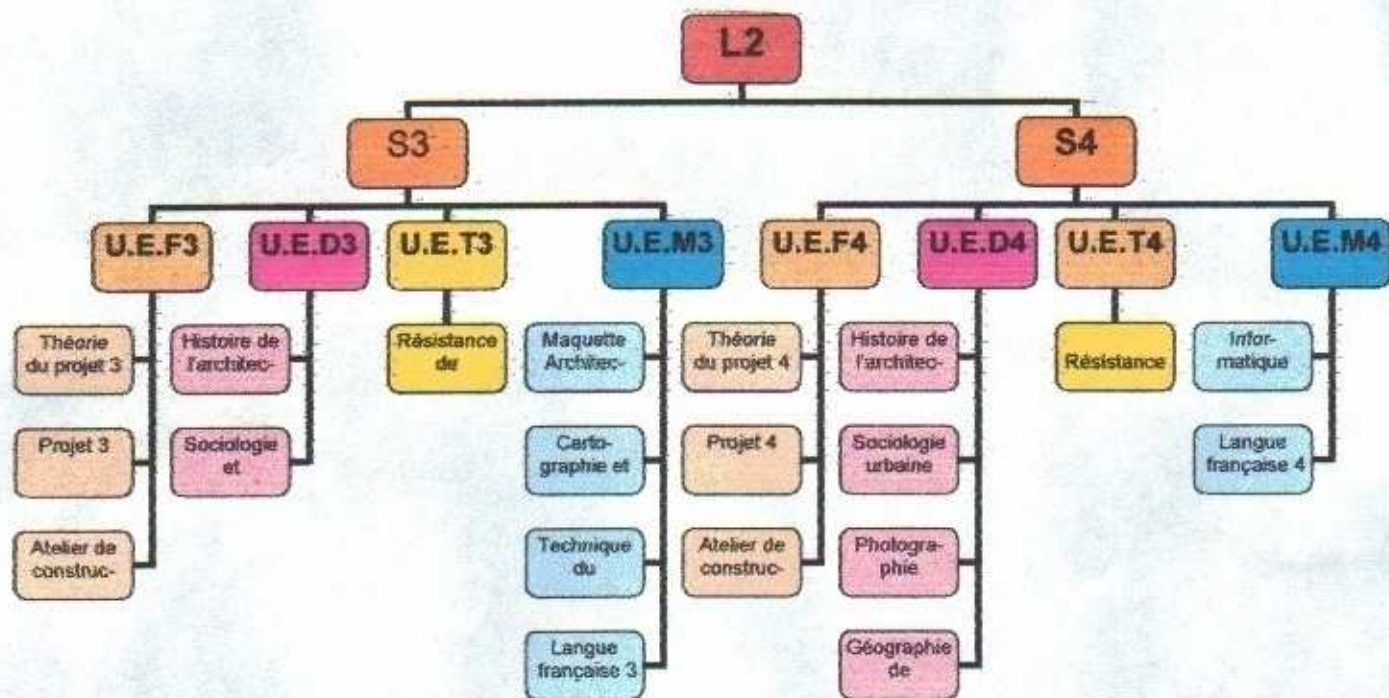 L2
S3
S4
U.E.F3
U.E.D3
U.E.T3
U.E.M3
U.E.F4
U.E.D4
U.E.T4
U.E.M4
Théorie
du projet 3
Projet 3
Atelier de
construc-
Histoire de
l'architec-
Sociologie
et
Résistance
de
Maquette
Architec-
Carto-
graphie et
Technique
du
Langue
française 3
Théorie
du projet 4
Projet 4
Atelier de
construc-
Histoire de
l'architec-
Sociologie
urbaine
Photogra-
phie
Géographie
de
Résistance
Infor-
matique
Langue
française 4